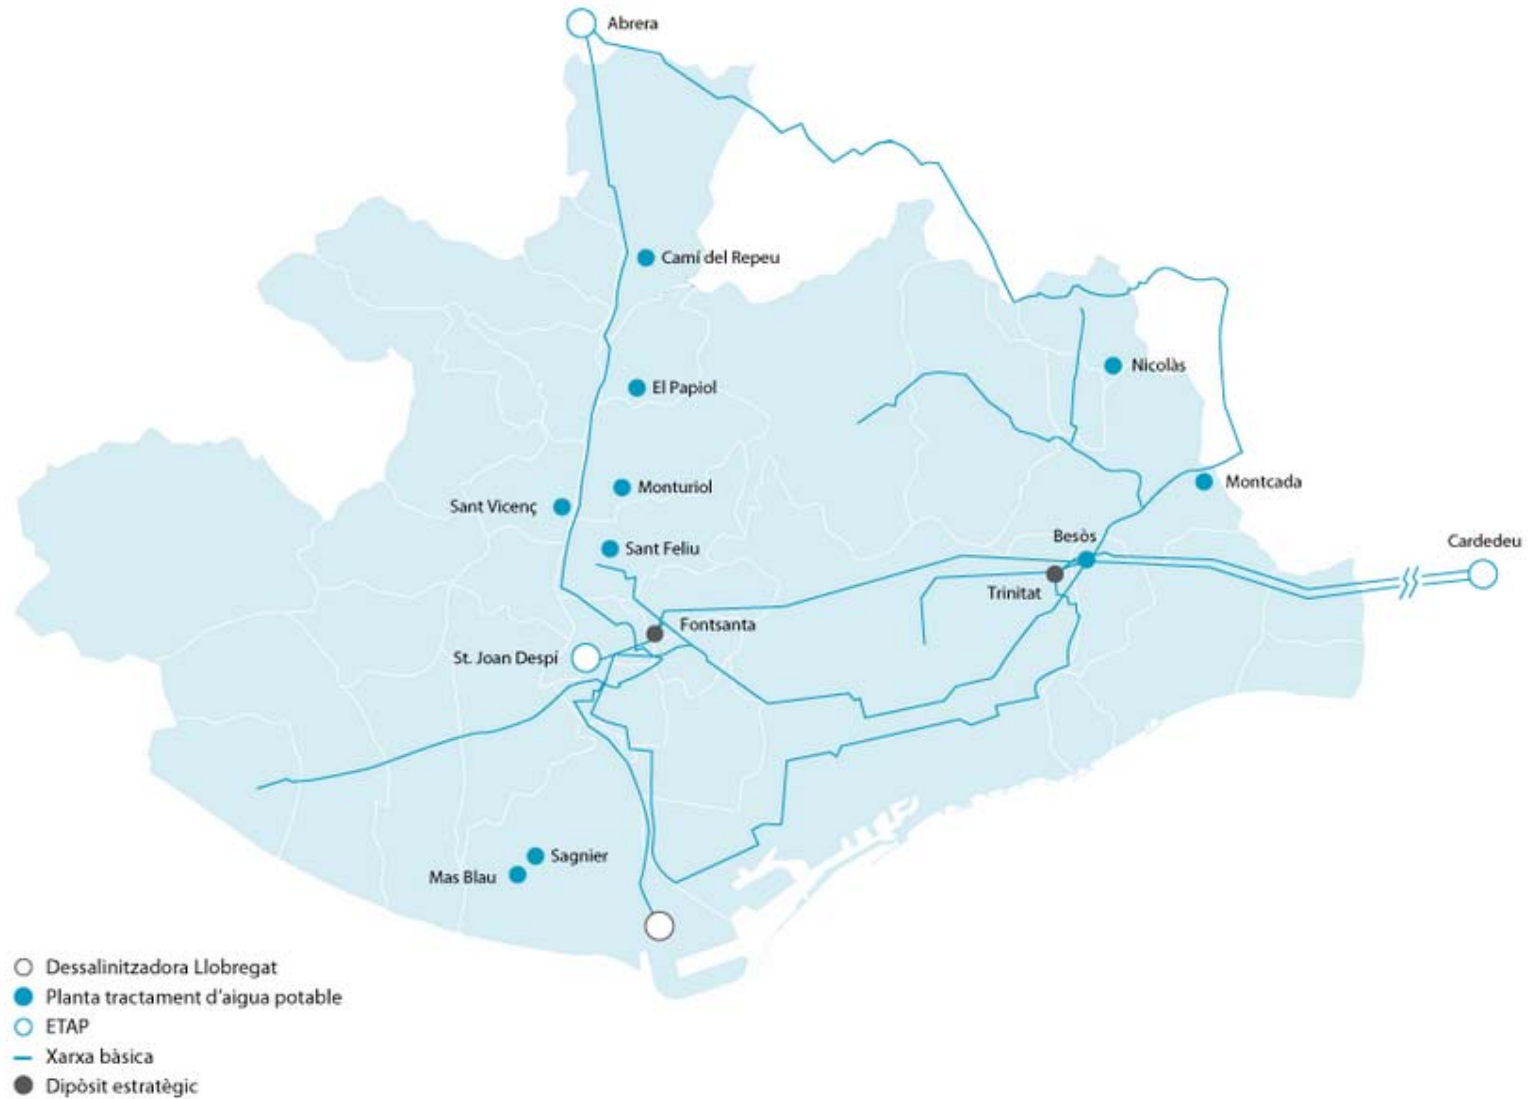 Abrera
Camí del Repeu
Nicolàs
El Papiol
Montcada
Monturiol
Sant Vicenç
Besòs
Cardedeu
Sant Feliu
Trinitat
Fontsanta
St. Joan Despí
Sagnier
Mas Blau
Dessalinitzadora Llobregat
Planta tractament d'aigua potable
ETAP
Xarxa bàsica
Dipòsit estratègic